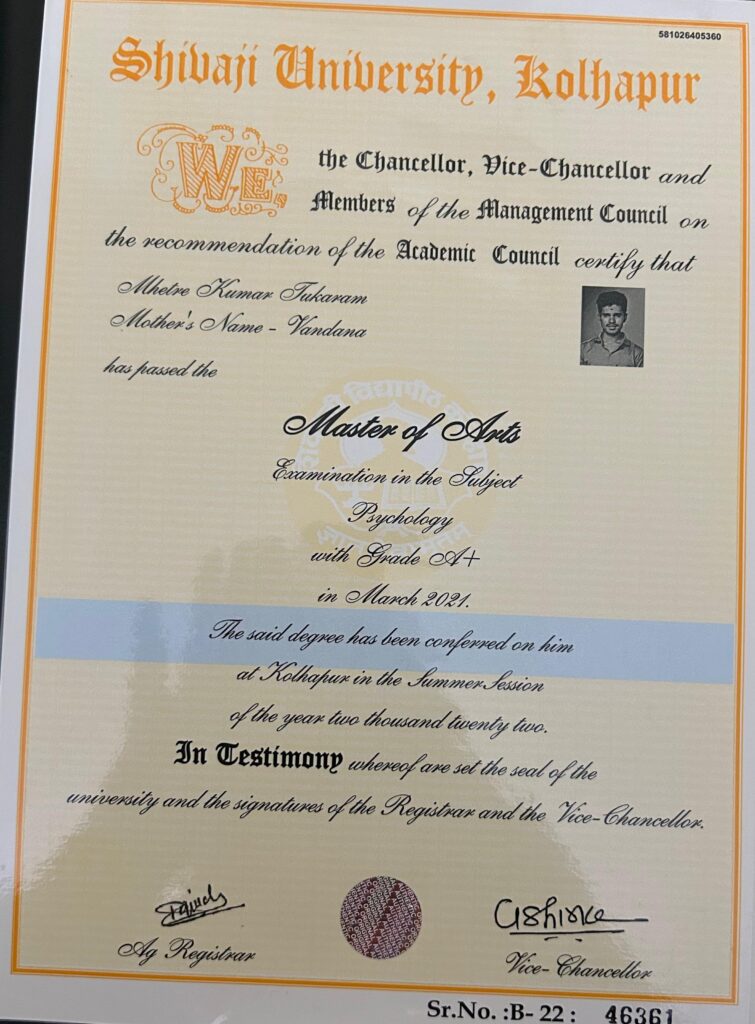 581026405360
Shivaji University, Kolhapur
We, the Chancellor, Vice-Chancellor and
Members of the Management Council on
the recommendation of the Academic Council certify that
Mhetre Kumar Tukaram
Mother's Name - Vandana
has passed the
Master of Arts
Examination in the Subject
Psychology
with Grade A+
in March 2021.
The said degree has been conferred on him
at Kolhapur in the Summer Session
of the year two thousand twenty two.
In Testimony whereof are set the seal of the
university and the signatures of the Registrar and the Vice-Chancellor.
Ag Registrar
Vice-Chancellor
Sr.No. :B- 22 : 46361